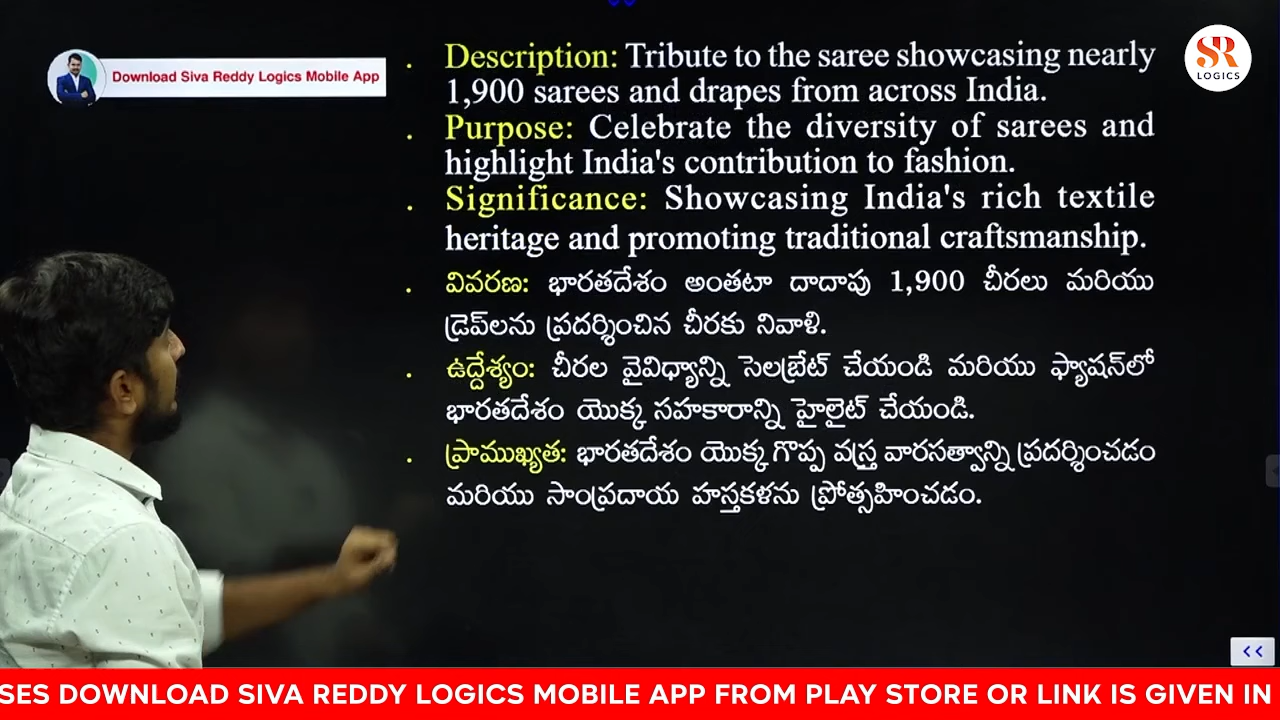 Description: Tribute to the saree showcasing nearly
1,900 sarees and drapes from across India.
Purpose: Celebrate the diversity of sarees and
highlight India's contribution to fashion.
Significance: Showcasing India's rich textile
heritage and promoting traditional craftsmanship.
వివరణ: భారతదేశం అంతటా దాదాపు 1,900 చీరలు మరియు
డ్రెప్‌లను ప్రదర్శించిన చీరకు నివాళి.
ఉద్దేశ్యం: చీరల వైవిధ్యాన్ని సెలబ్రేట్ చేయండి మరియు ఫ్యాషన్‌లో
భారతదేశం యొక్క సహకారాన్ని హైలైట్ చేయండి.
ప్రాముఖ్యత: భారతదేశం యొక్క గొప్ప వస్త్ర వారసత్వాన్ని ప్రదర్శించడం
మరియు సాంప్రదాయ హస్తకళను ప్రోత్సహించడం.
Download Siva Reddy Logics Mobile App
SR
LOGICS
<<
SES DOWNLOAD SIVA REDDY LOGICS MOBILE APP FROM PLAY STORE OR LINK IS GIVEN IN